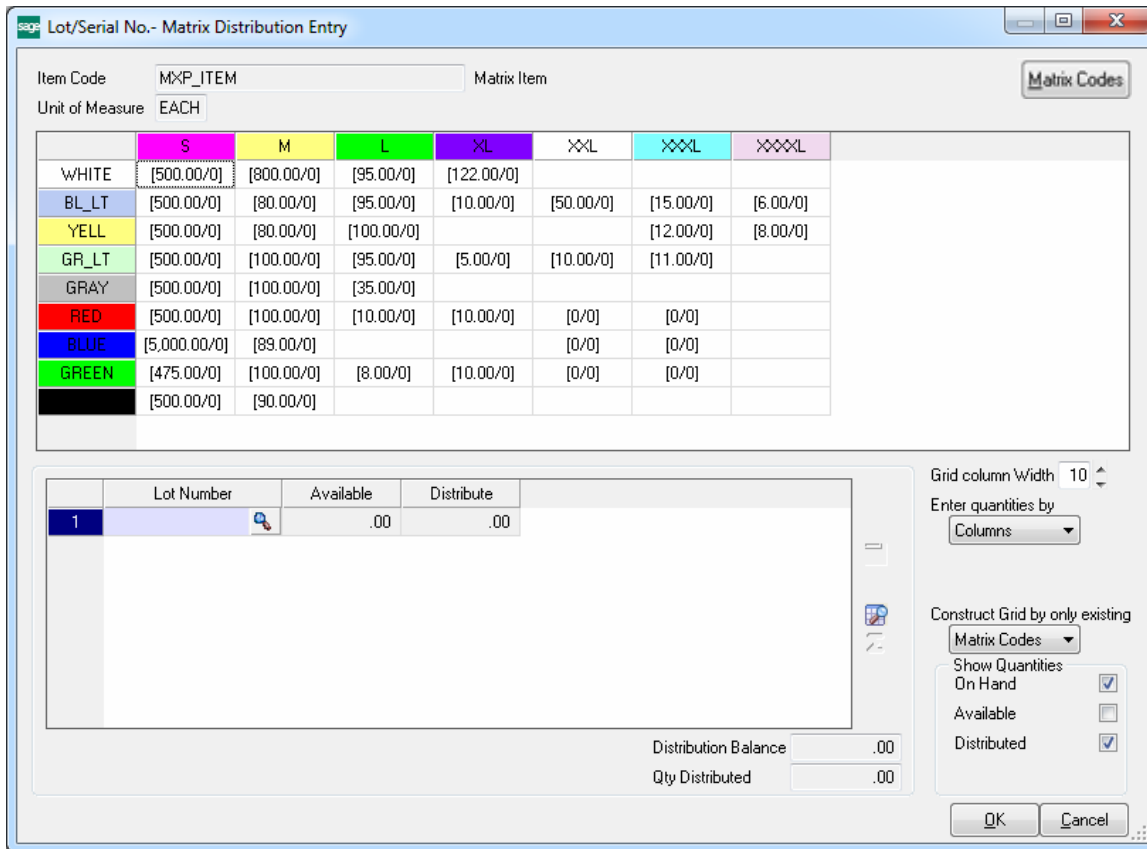 sage Lot/Serial No.- Matrix Distribution Entry
Item Code MXP_ITEM Matrix Item Matrix Codes
Unit of Measure EACH
S M L XL XXL XXXL XXXXL
WHITE [500.00/0] [800.00/0] [95.00/0] [122.00/0]
BL_LT [500.00/0] [80.00/0] [95.00/0] [10.00/0] [50.00/0] [15.00/0] [6.00/0]
YELL [500.00/0] [80.00/0] [100.00/0] [12.00/0] [8.00/0]
GR_LT [500.00/0] [100.00/0] [95.00/0] [5.00/0] [10.00/0] [11.00/0]
GRAY [500.00/0] [100.00/0] [35.00/0]
RED [500.00/0] [100.00/0] [10.00/0] [10.00/0] [0/0] [0/0]
BLUE [5,000.00/0] [89.00/0] [0/0] [0/0]
GREEN [475.00/0] [100.00/0] [8.00/0] [10.00/0] [0/0] [0/0]
[500.00/0] [90.00/0]
Lot Number Available Distribute
1 .00 .00
Distribution Balance .00
Qty Distributed .00
Grid column Width 10
Enter quantities by
Columns
Construct Grid by only existing
Matrix Codes
Show Quantities
On Hand
Available
Distributed
OK Cancel